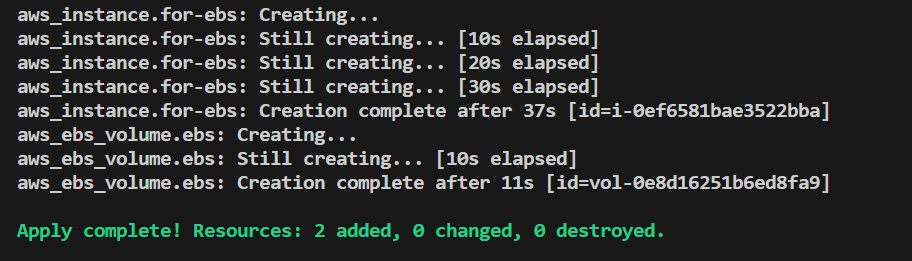 aws_instance.for-ebs: Creating...
aws_instance.for-ebs: Still creating... [10s elapsed]
aws_instance.for-ebs: Still creating... [20s elapsed]
aws_instance.for-ebs: Still creating... [30s elapsed]
aws_instance.for-ebs: Creation complete after 37s [id=i-0ef6581bae3522bba]
aws_ebs_volume.ebs: Creating...
aws_ebs_volume.ebs: Still creating... [10s elapsed]
aws_ebs_volume.ebs: Creation complete after 11s [id=vol-0e8d16251b6ed8fa9]
Apply complete! Resources: 2 added, 0 changed, 0 destroyed.